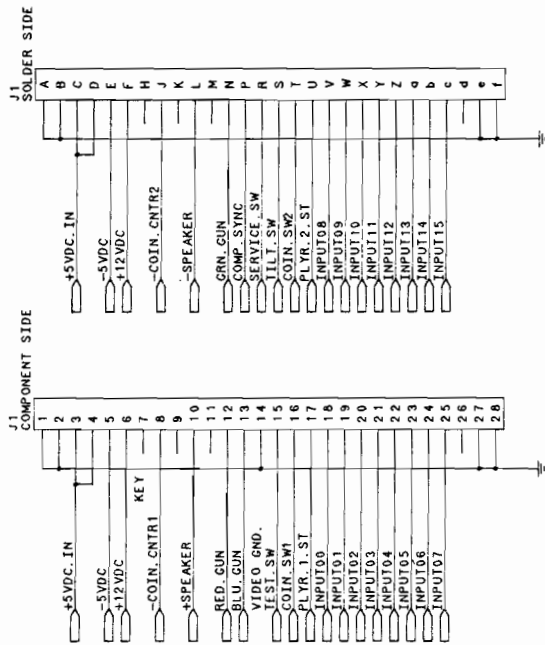 J1
SOLDER SIDE
A
B
C
D
E
F
H
J
K
L
M
N
P
R
S
T
U
V
W
X
Y
Z
a
b
c
d
e
f
+5VDC.IN
-5VDC
+12VDC
-COIN.CNTR2
-SPEAKER
GRN.GUN
COMP.SYNC
SERVICE.SW
TILT.SW
COIN.SW2
PLYR.2.ST
INPUT08
INPUT09
INPUT10
INPUT11
INPUT12
INPUT13
INPUT14
INPUT15
J1
COMPONENT SIDE
1
2
3
4
5
6
7
8
9
10
11
12
13
14
15
16
17
18
19
20
21
22
23
24
25
26
27
28
+5VDC.IN
-5VDC
+12VDC
KEY
-COIN.CNTR1
+SPEAKER
RED.GUN
BLU.GUN
VIDEO GND.
TEST.SW
COIN.SW1
PLYR.1.ST
INPUT00
INPUT01
INPUT02
INPUT03
INPUT04
INPUT05
INPUT06
INPUT07